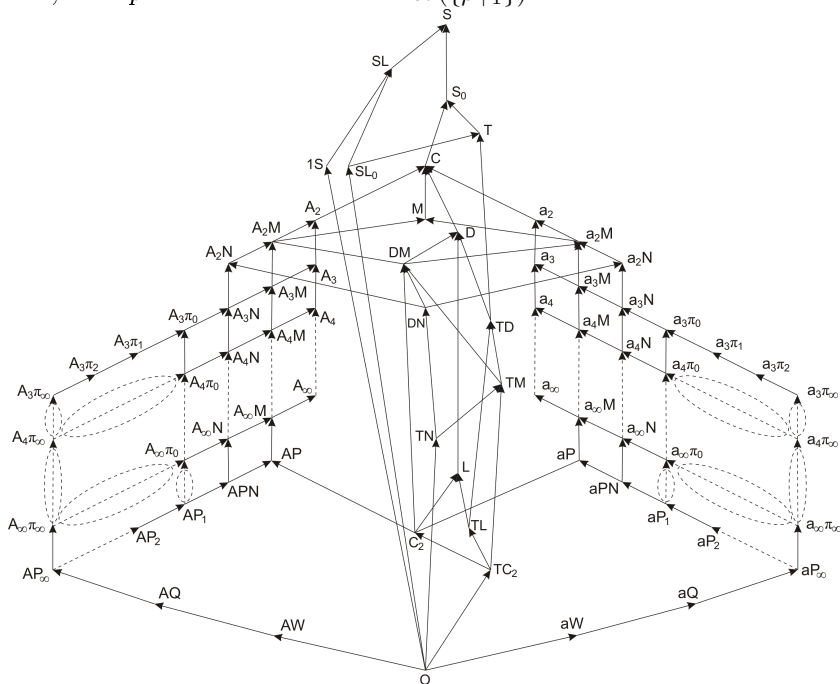 S
SL
S₀
T
1S
SL₀
C
A₂
M
a₂
A₂M
D
a₂M
A₂N
DM
a₂N
A₃
a₃
A₃M
a₃M
A₃N
DN
a₃N
A₄
a₄
A₃π₀
TD
a₃π₀
A₃π₁
A₄M
a₄M
a₃π₁
A₃π₂
A₄N
a₄N
a₃π₂
A₄π₀
a₄π₀
A₃π∞
A∞
TM
a∞
a₃π∞
A∞M
a∞M
A₄π∞
A∞N
TN
a∞N
a₄π∞
A∞π₀
AP
L
aP
a∞π₀
APN
aPN
AP₁
aP₁
A∞π∞
TL
a∞π∞
AP₂
C₂
aP₂
AP∞
TC₂
aP∞
AQ
aQ
AW
aW
O